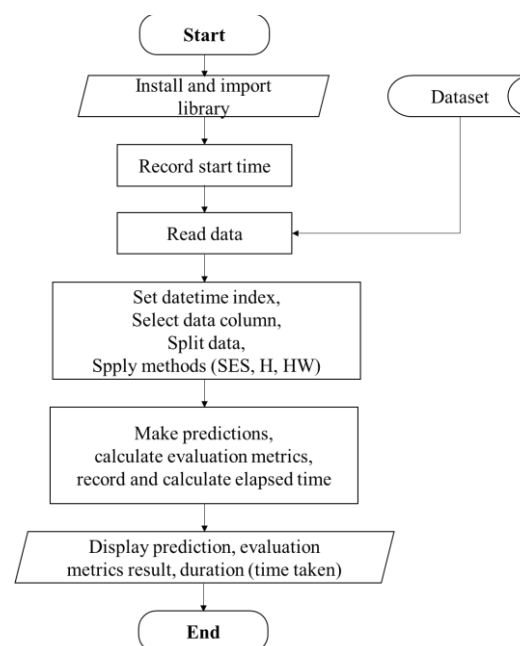 Start
Install and import
library
Dataset
Record start time
Read data
Set datetime index,
Select data column,
Split data,
Spply methods (SES, H, HW)
Make predictions,
calculate evaluation metrics,
record and calculate elapsed time
Display prediction, evaluation
metrics result, duration (time taken)
End